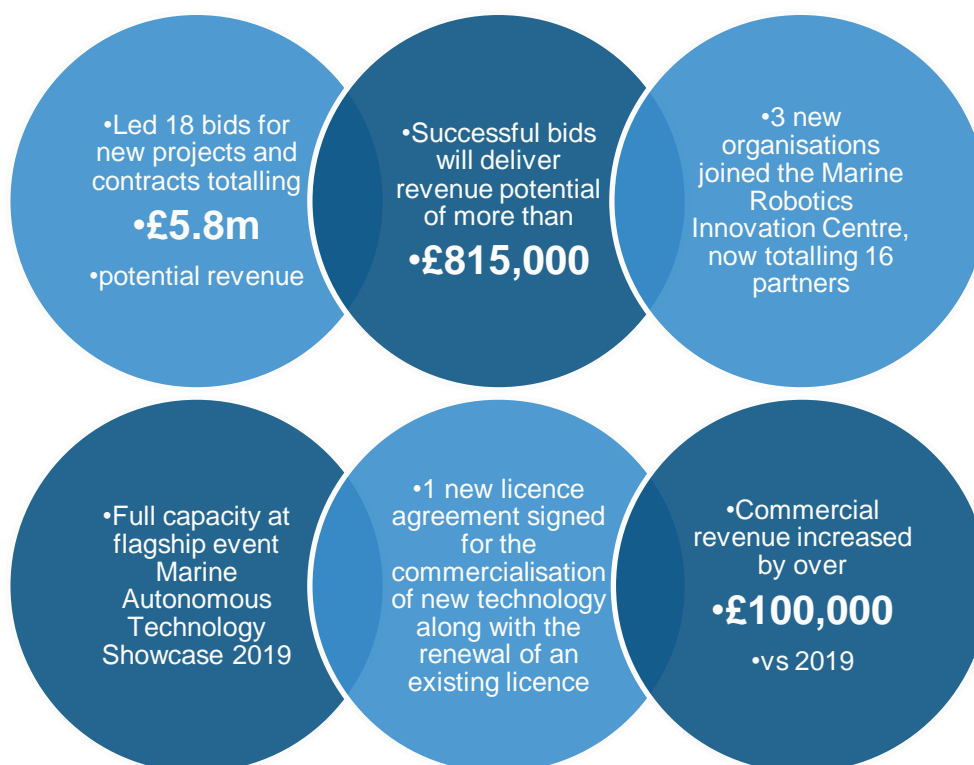 •Led 18 bids for
new projects and
contracts totalling
•£5.8m
•potential revenue
•Successful bids
will deliver
revenue potential
of more than
•£815,000
•3 new
organisations
joined the Marine
Robotics
Innovation Centre,
now totalling 16
partners
•Full capacity at
flagship event
Marine
Autonomous
Technology
Showcase 2019
•1 new licence
agreement signed
for the
commercialisation
of new technology
along with the
renewal of an
existing licence
•Commercial
revenue increased
by over
•£100,000
•vs 2019